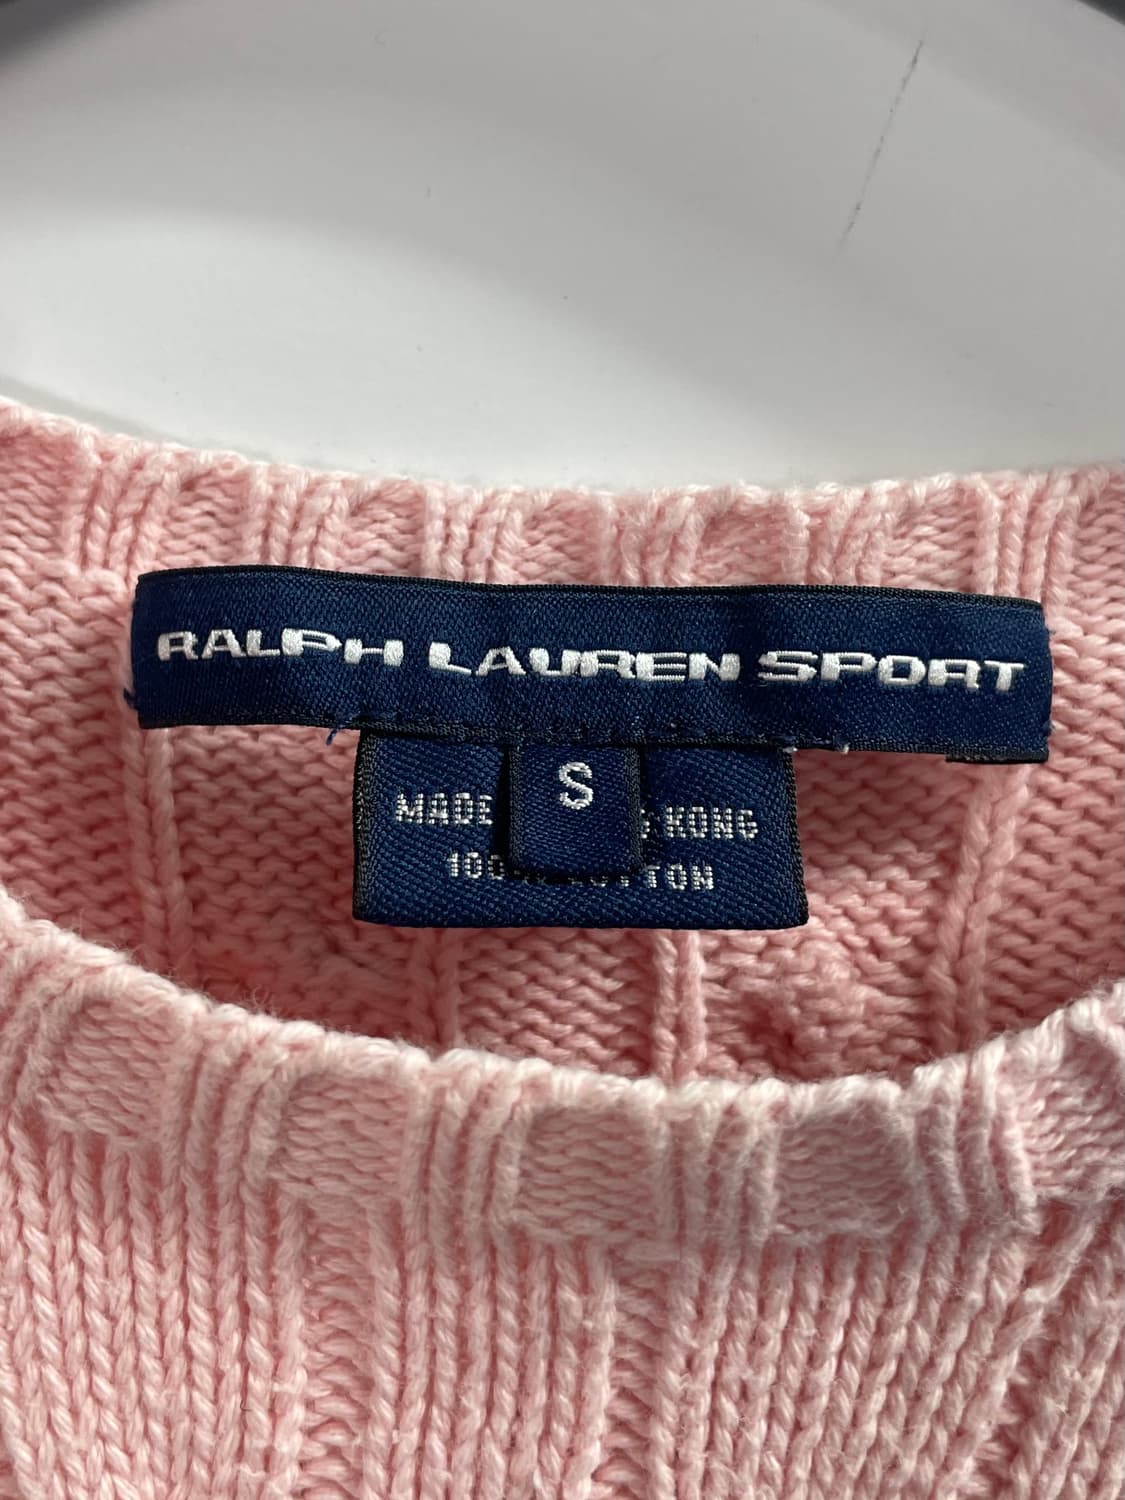 RALPH LAUREN SPORT
S
MADE KONG
100